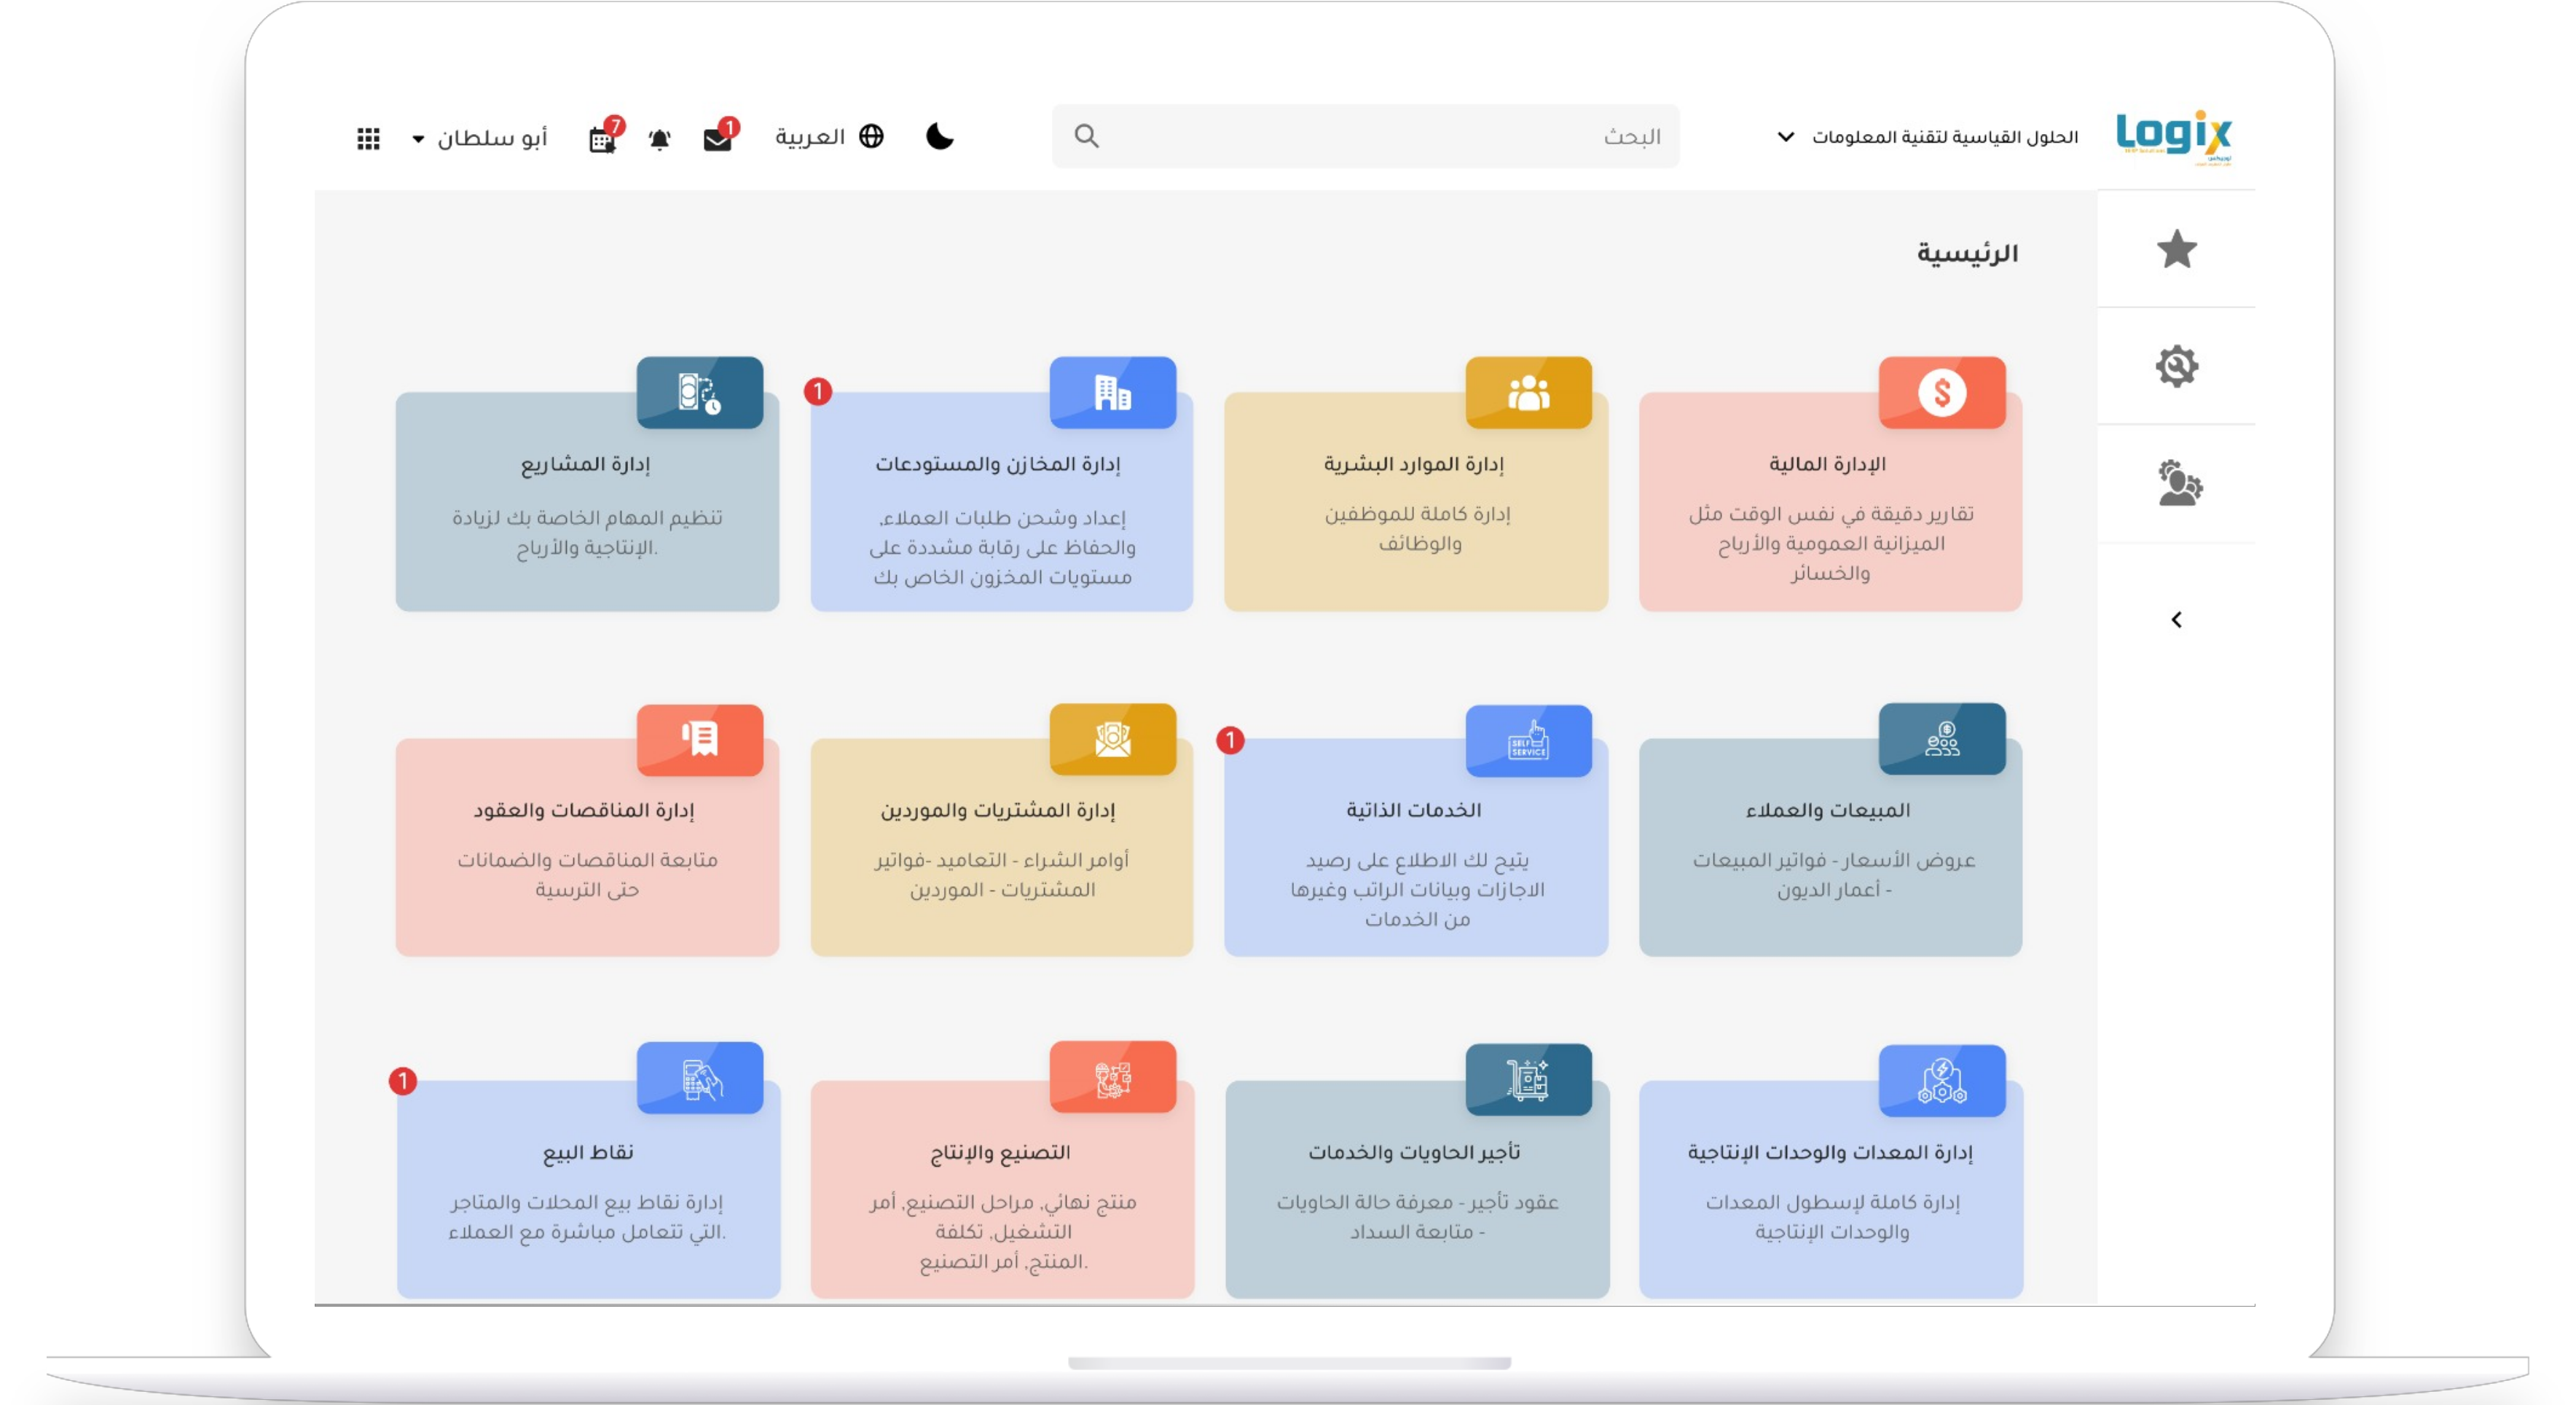 Logix
الحلول القياسية لتقنية المعلومات
البحث
العربية
1
7
أبو سلطان
الرئيسية
الإدارة المالية
تقارير دقيقة في نفس الوقت مثل
الميزانية العمومية والأرباح
والخسائر
إدارة الموارد البشرية
إدارة كاملة للموظفين
والوظائف
1
إدارة المخازن والمستودعات
إعداد وشحن طلبات العملاء,
والحفاظ على رقابة مشددة على
مستويات المخزون الخاص بك
إدارة المشاريع
تنظيم المهام الخاصة بك لزيادة
.الإنتاجية والأرباح
المبيعات والعملاء
عروض الأسعار - فواتير المبيعات
- أعمار الديون
SELF SERVICE
1
الخدمات الذاتية
يتيح لك الاطلاع على رصيد
الاجازات وبيانات الراتب وغيرها
من الخدمات
إدارة المشتريات والموردين
أوامر الشراء - التعاميد -فواتير
المشتريات - الموردين
إدارة المناقصات والعقود
متابعة المناقصات والضمانات
حتى الترسية
إدارة المعدات والوحدات الإنتاجية
إدارة كاملة لإسطول المعدات
والوحدات الإنتاجية
تأجير الحاويات والخدمات
عقود تأجير - معرفة حالة الحاويات
- متابعة السداد
التصنيع والإنتاج
منتج نهائي, مراحل التصنيع, أمر
التشغيل, تكلفة
.المنتج, أمر التصنيع
1
نقاط البيع
إدارة نقاط بيع المحلات والمتاجر
.التي تتعامل مباشرة مع العملاء